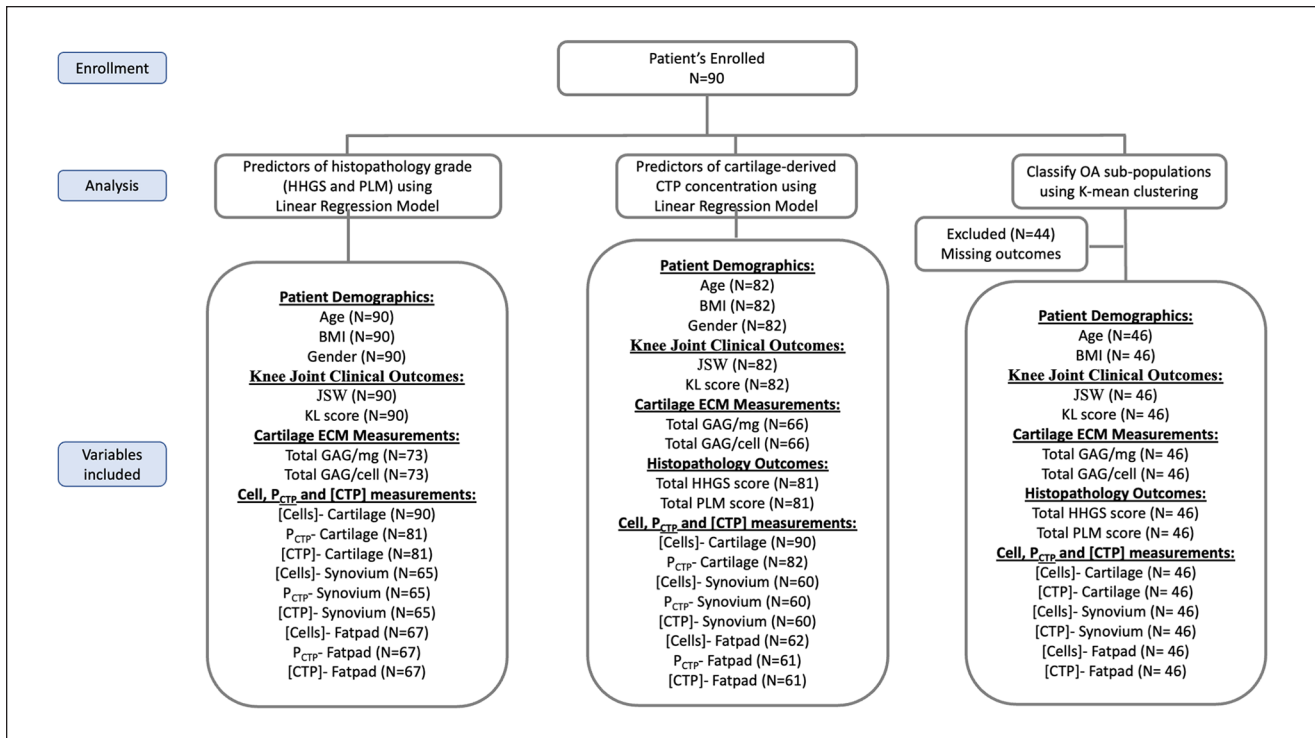 Enrollment
Patient's Enrolled
N=90
Analysis
Predictors of histopathology grade
(HHGS and PLM) using
Linear Regression Model
Predictors of cartilage-derived
CTP concentration using
Linear Regression Model
Classify OA sub-populations
using K-mean clustering
Excluded (N=44)
Missing outcomes
Variables
included
Patient Demographics:
Age (N=90)
BMI (N=90)
Gender (N=90)
Knee Joint Clinical Outcomes:
JSW (N=90)
KL score (N=90)
Cartilage ECM Measurements:
Total GAG/mg (N=73)
Total GAG/cell (N=73)
Cell, PCTP and [CTP] measurements:
[Cells]- Cartilage (N=90)
PCTP- Cartilage (N=81)
[CTP]- Cartilage (N=81)
[Cells]- Synovium (N=65)
PCTP- Synovium (N=65)
[CTP]- Synovium (N=65)
[Cells]- Fatpad (N=67)
PCTP- Fatpad (N=67)
[CTP]- Fatpad (N=67)
Patient Demographics:
Age (N=82)
BMI (N=82)
Gender (N=82)
Knee Joint Clinical Outcomes:
JSW (N=82)
KL score (N=82)
Cartilage ECM Measurements:
Total GAG/mg (N=66)
Total GAG/cell (N=66)
Histopathology Outcomes:
Total HHGS score (N=81)
Total PLM score (N=81)
Cell, PCTP and [CTP] measurements:
[Cells]- Cartilage (N=90)
PCTP- Cartilage (N=82)
[Cells]- Synovium (N=60)
PCTP- Synovium (N=60)
[CTP]- Synovium (N=60)
[Cells]- Fatpad (N=62)
PCTP- Fatpad (N=61)
[CTP]- Fatpad (N=61)
Patient Demographics:
Age (N=46)
BMI (N= 46)
Knee Joint Clinical Outcomes:
JSW (N= 46)
KL score (N= 46)
Cartilage ECM Measurements:
Total GAG/mg (N= 46)
Total GAG/cell (N= 46)
Histopathology Outcomes:
Total HHGS score (N= 46)
Total PLM score (N= 46)
Cell, PCTP and [CTP] measurements:
[Cells]- Cartilage (N= 46)
[CTP]- Cartilage (N= 46)
[Cells]- Synovium (N= 46)
[CTP]- Synovium (N= 46)
[Cells]- Fatpad (N= 46)
[CTP]- Fatpad (N= 46)